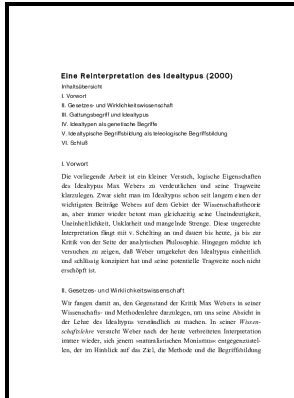 Eine Reinterpretation des Idealtypus (2000)
Inhaltsübersicht
I. Vorwort
II. Gesetzes- und Wirklichkeitswissenschaft
III. Gattungsbegriff und Idealtypus
IV. Idealtypen als genetische Begriffe
V. Idealtypische Begriffsbildung als teleologische Begriffsbildung
VI. Schluß
I. Vorwort
Die vorliegende Arbeit ist ein kleiner Versuch, logische Eigenschaften
des Idealtypus Max Webers zu verdeutlichen und seine Tragweite
klarzulegen. Zwar sieht man im Idealtypus schon seit langem einen der
wichtigsten Beiträge Webers auf dem Gebiet der Wissenschaftstheorie
an, aber immer wieder betont man gleichzeitig seine Uneindeutigkeit,
Uneinheitlichkeit, Unklarheit und mangelnde Strenge. Diese ungerechte
Interpretation fängt mit v. Schelting an und dauert bis heute, ja bis zur
Kritik von der Seite der analytischen Philosophie. Hingegen möchte ich
versuchen zu zeigen, daß Weber umgekehrt den Idealtypus einheitlich
und schlüssig konzipiert hat und seine potentielle Tragweite noch nicht
erschöpft ist.
II. Gesetzes- und Wirklichkeitswissenschaft
Wir fangen damit an, den Gegenstand der Kritik Max Webers in seiner
Wissenschafts- und Methodenlehre darzulegen, um uns seine Absicht in
der Lehre des Idealtypus verständlich zu machen. In seiner Wissen-
schaftslehre versucht Weber nach der heute verbreiteten Interpretation
immer wieder, sich jenem »naturalistischen Monismus« entgegenzustel-
len, der im Hinblick auf das Ziel, die Methode und die Begriffsbildung